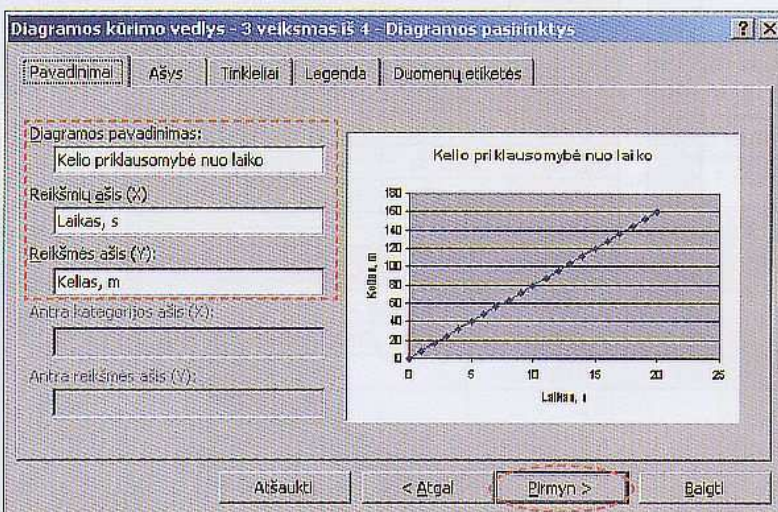 Diagramos kūrimo vedlys - 3 veiksmas iš 4 - Diagramos pasirinktys
Pavadinimai Ašys Tinkleliai Legenda Duomenų etiketės
Diagramos pavadinimas:
Kelio priklausomybė nuo laiko
Reikšmių ašis (X)
Laikas, s
Reikšmės ašis (Y):
Kelias, m
Antra kategorijos ašis (X):
Antra reikšmės ašis (Y):
Kelio priklausomybė nuo laiko
Kelias, m
180
160
140
120
100
80
60
40
20
0
0 5 10 15 20 25
Laikas, s
Atšaukti < Atgal Pirmyn > Baigti